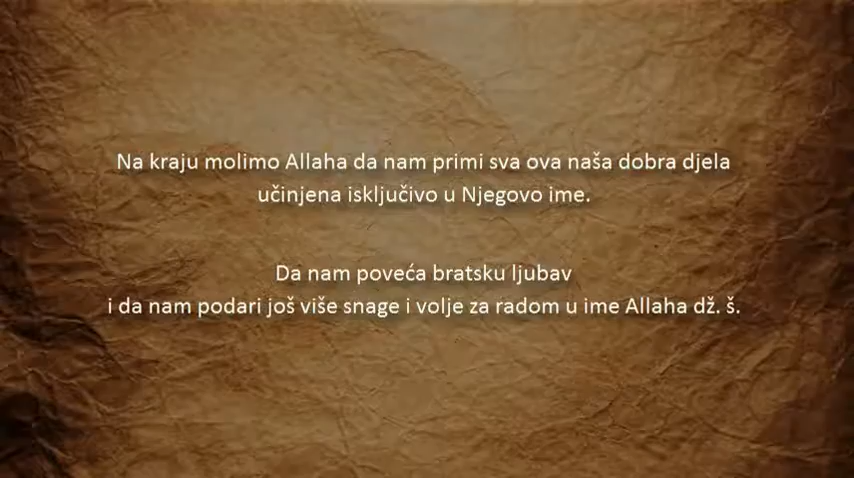 Na kraju molimo Allaha da nam primi sva ova naša dobra djela
učinjena isključivo u Njegovo ime.
Da nam poveća bratsku ljubav
i da nam podari još više snage i volje za radom u ime Allaha dž. š.